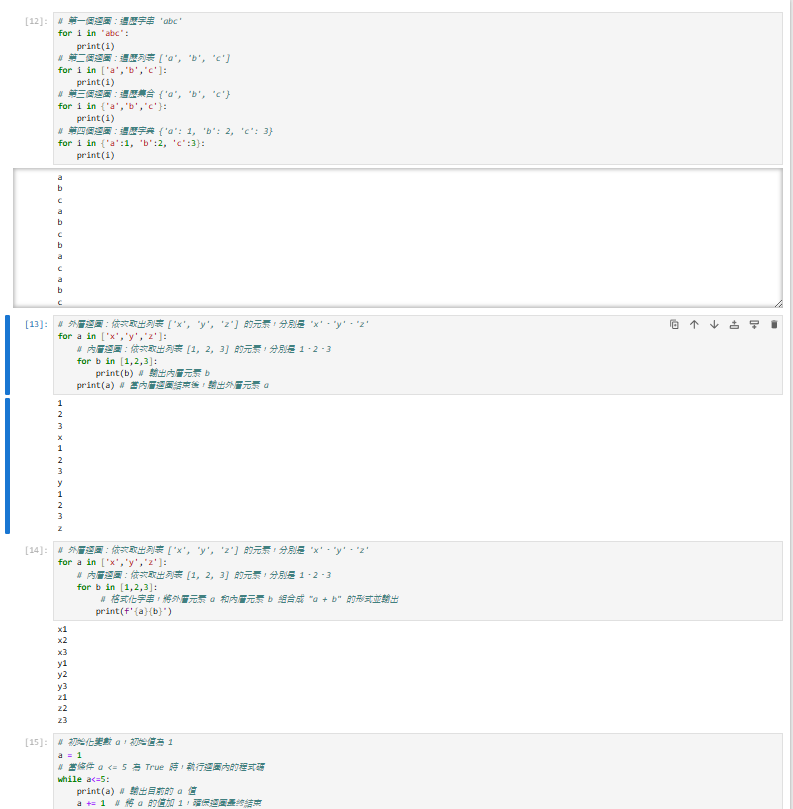 [12]:
# 第一個迴圈：遍歷字串 'abc'
for i in 'abc':
    print(i)
# 第二個迴圈：遍歷列表 ['a', 'b', 'c']
for i in ['a','b','c']:
    print(i)
# 第三個迴圈：遍歷集合 {'a', 'b', 'c'}
for i in {'a','b','c'}:
    print(i)
# 第四個迴圈：遍歷字典 {'a': 1, 'b': 2, 'c': 3}
for i in {'a':1, 'b':2, 'c':3}:
    print(i)
a
b
c
a
b
c
b
a
c
a
b
c
[13]:
# 外層迴圈：依次取出列表 ['x', 'y', 'z'] 的元素，分別是 'x'、'y'、'z'
for a in ['x','y','z']:
    # 內層迴圈：依次取出列表 [1, 2, 3] 的元素，分別是 1、2、3
    for b in [1,2,3]:
        print(b) # 輸出內層元素 b
    print(a) # 當內層迴圈結束後，輸出外層元素 a
1
2
3
x
1
2
3
y
1
2
3
z
[14]:
# 外層迴圈：依次取出列表 ['x', 'y', 'z'] 的元素，分別是 'x'、'y'、'z'
for a in ['x','y','z']:
    # 內層迴圈：依次取出列表 [1, 2, 3] 的元素，分別是 1、2、3
    for b in [1,2,3]:
         # 格式化字串，將外層元素 a 和內層元素 b 組合成 "a + b" 的形式並輸出
        print(f'{a}{b}')
x1
x2
x3
y1
y2
y3
z1
z2
z3
[15]:
# 初始化變數 a，初始值為 1
a = 1
# 當條件 a <= 5 為 True 時，執行迴圈內的程式碼
while a<=5:
    print(a) # 輸出目前的 a 值
    a += 1  # 將 a 的值加 1，確保迴圈最終結束